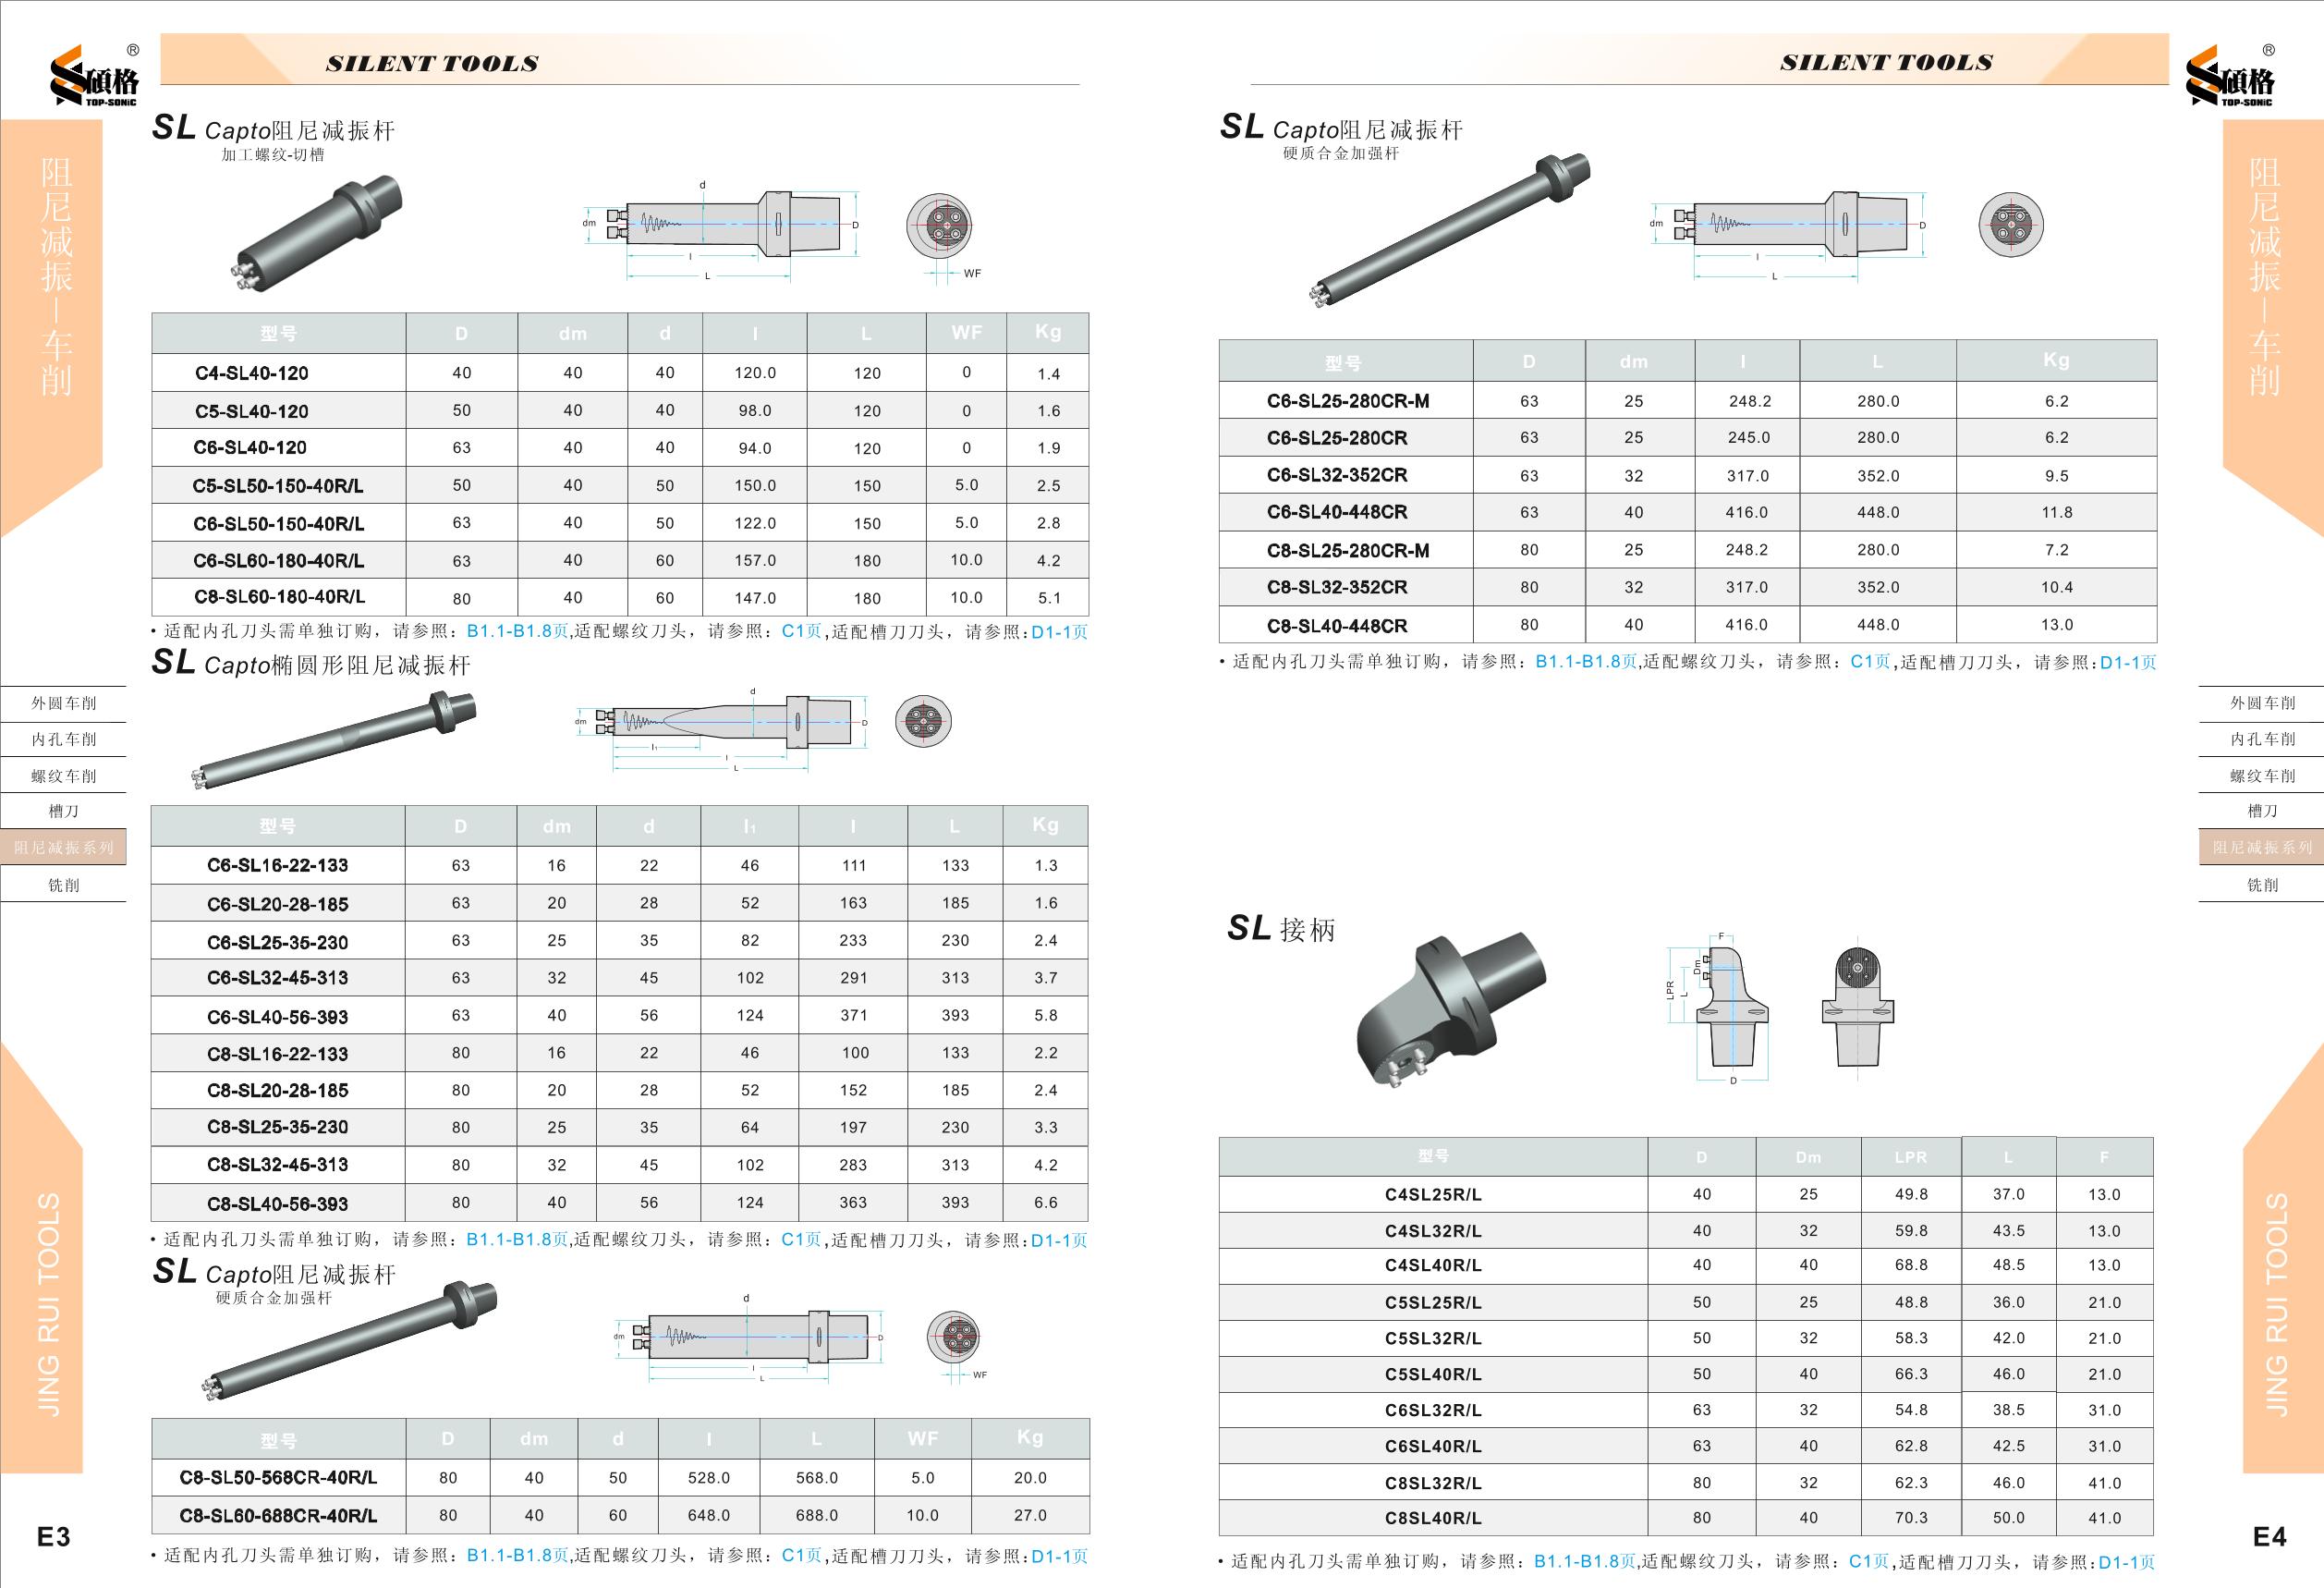 碩格®
TOP-SONIC
SILENT TOOLS
阻尼减振—车削
外圆车削
内孔车削
螺纹车削
槽刀
阻尼减振系列
铣削
JING RUI TOOLS
E3
SL Capto阻尼减振杆
加工螺纹-切槽
d
dm
D
l
L
WF
型号 D dm d l L WF Kg
C4-SL40-120 40 40 40 120.0 120 0 1.4
C5-SL40-120 50 40 40 98.0 120 0 1.6
C6-SL40-120 63 40 40 94.0 120 0 1.9
C5-SL50-150-40R/L 50 40 50 150.0 150 5.0 2.5
C6-SL50-150-40R/L 63 40 50 122.0 150 5.0 2.8
C6-SL60-180-40R/L 63 40 60 157.0 180 10.0 4.2
C8-SL60-180-40R/L 80 40 60 147.0 180 10.0 5.1
• 适配内孔刀头需单独订购，请参照：B1.1-B1.8页,适配螺纹刀头，请参照：C1页,适配槽刀刀头，请参照:D1-1页
SL Capto椭圆形阻尼减振杆
d
dm
D
l1
l
L
型号 D dm d l1 l L Kg
C6-SL16-22-133 63 16 22 46 111 133 1.3
C6-SL20-28-185 63 20 28 52 163 185 1.6
C6-SL25-35-230 63 25 35 82 233 230 2.4
C6-SL32-45-313 63 32 45 102 291 313 3.7
C6-SL40-56-393 63 40 56 124 371 393 5.8
C8-SL16-22-133 80 16 22 46 100 133 2.2
C8-SL20-28-185 80 20 28 52 152 185 2.4
C8-SL25-35-230 80 25 35 64 197 230 3.3
C8-SL32-45-313 80 32 45 102 283 313 4.2
C8-SL40-56-393 80 40 56 124 363 393 6.6
• 适配内孔刀头需单独订购，请参照：B1.1-B1.8页,适配螺纹刀头，请参照：C1页,适配槽刀刀头，请参照:D1-1页
SL Capto阻尼减振杆
硬质合金加强杆
d
dm
D
l
L
WF
型号 D dm d l L WF Kg
C8-SL50-568CR-40R/L 80 40 50 528.0 568.0 5.0 20.0
C8-SL60-688CR-40R/L 80 40 60 648.0 688.0 10.0 27.0
• 适配内孔刀头需单独订购，请参照：B1.1-B1.8页,适配螺纹刀头，请参照：C1页,适配槽刀刀头，请参照:D1-1页
SILENT TOOLS
碩格®
TOP-SONIC
SL Capto阻尼减振杆
硬质合金加强杆
dm
D
l
L
型号 D dm l L Kg
C6-SL25-280CR-M 63 25 248.2 280.0 6.2
C6-SL25-280CR 63 25 245.0 280.0 6.2
C6-SL32-352CR 63 32 317.0 352.0 9.5
C6-SL40-448CR 63 40 416.0 448.0 11.8
C8-SL25-280CR-M 80 25 248.2 280.0 7.2
C8-SL32-352CR 80 32 317.0 352.0 10.4
C8-SL40-448CR 80 40 416.0 448.0 13.0
• 适配内孔刀头需单独订购，请参照：B1.1-B1.8页,适配螺纹刀头，请参照：C1页,适配槽刀刀头，请参照:D1-1页
SL 接柄
F
Dm
LPR
L
D
型号 D Dm LPR L F
C4SL25R/L 40 25 49.8 37.0 13.0
C4SL32R/L 40 32 59.8 43.5 13.0
C4SL40R/L 40 40 68.8 48.5 13.0
C5SL25R/L 50 25 48.8 36.0 21.0
C5SL32R/L 50 32 58.3 42.0 21.0
C5SL40R/L 50 40 66.3 46.0 21.0
C6SL32R/L 63 32 54.8 38.5 31.0
C6SL40R/L 63 40 62.8 42.5 31.0
C8SL32R/L 80 32 62.3 46.0 41.0
C8SL40R/L 80 40 70.3 50.0 41.0
• 适配内孔刀头需单独订购，请参照：B1.1-B1.8页,适配螺纹刀头，请参照：C1页,适配槽刀刀头，请参照:D1-1页
阻尼减振—车削
外圆车削
内孔车削
螺纹车削
槽刀
阻尼减振系列
铣削
JING RUI TOOLS
E4